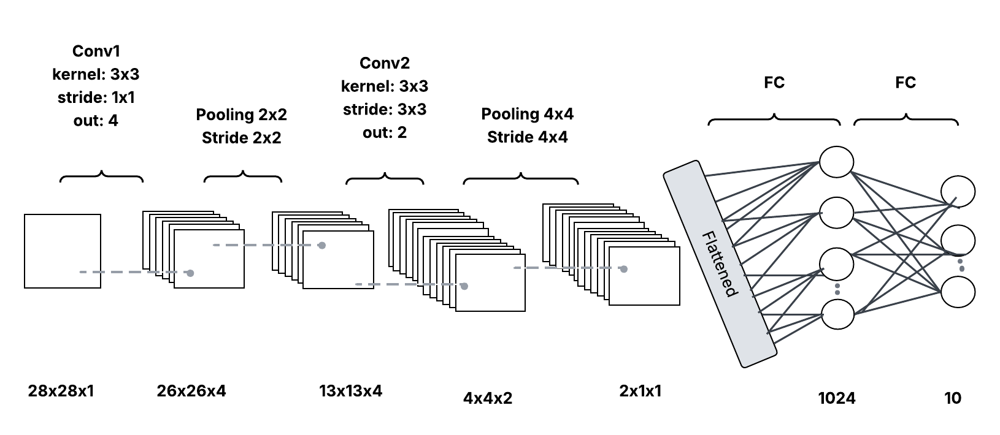 Conv1
kernel: 3x3
stride: 1x1
out: 4
Pooling 2x2
Stride 2x2
Conv2
kernel: 3x3
stride: 3x3
out: 2
Pooling 4x4
Stride 4x4
FC
FC
Flattened
28x28x1
26x26x4
13x13x4
4x4x2
2x1x1
1024
10